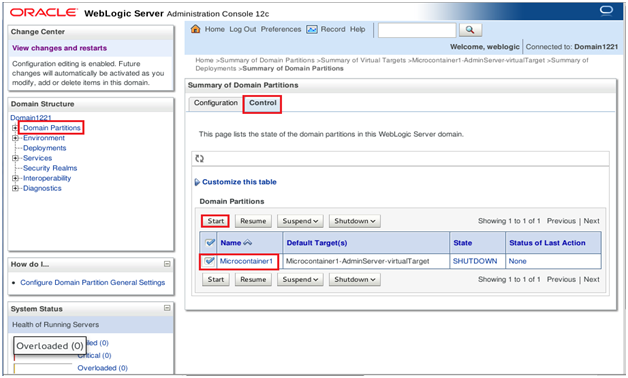 ORACLE WebLogic Server Administration Console 12c
Change Center
View changes and restarts
Configuration editing is enabled. Future
changes will automatically be activated as you
modify, add or delete items in this domain.
Domain Structure
Domain1221
Domain Partitions
Environment
Deployments
Services
Security Realms
Interoperability
Diagnostics
How do I...
Configure Domain Partition General Settings
System Status
Health of Running Servers
Overloaded (0)
iled (0)
Critical (0)
Overloaded (0)
Home Log Out Preferences Record Help
Welcome, weblogic Connected to: Domain1221
Home >Summary of Domain Partitions >Summary of Virtual Targets >Microcontainer1-AdminServer-virtualTarget >Summary of
Deployments >Summary of Domain Partitions
Summary of Domain Partitions
Configuration Control
This page lists the state of the domain partitions in this WebLogic Server domain.
Customize this table
Domain Partitions
Start Resume Suspend Shutdown Showing 1 to 1 of 1 Previous | Next
Name Default Target(s) State Status of Last Action
Microcontainer1 Microcontainer1-AdminServer-virtualTarget SHUTDOWN None
Start Resume Suspend Shutdown Showing 1 to 1 of 1 Previous | Next